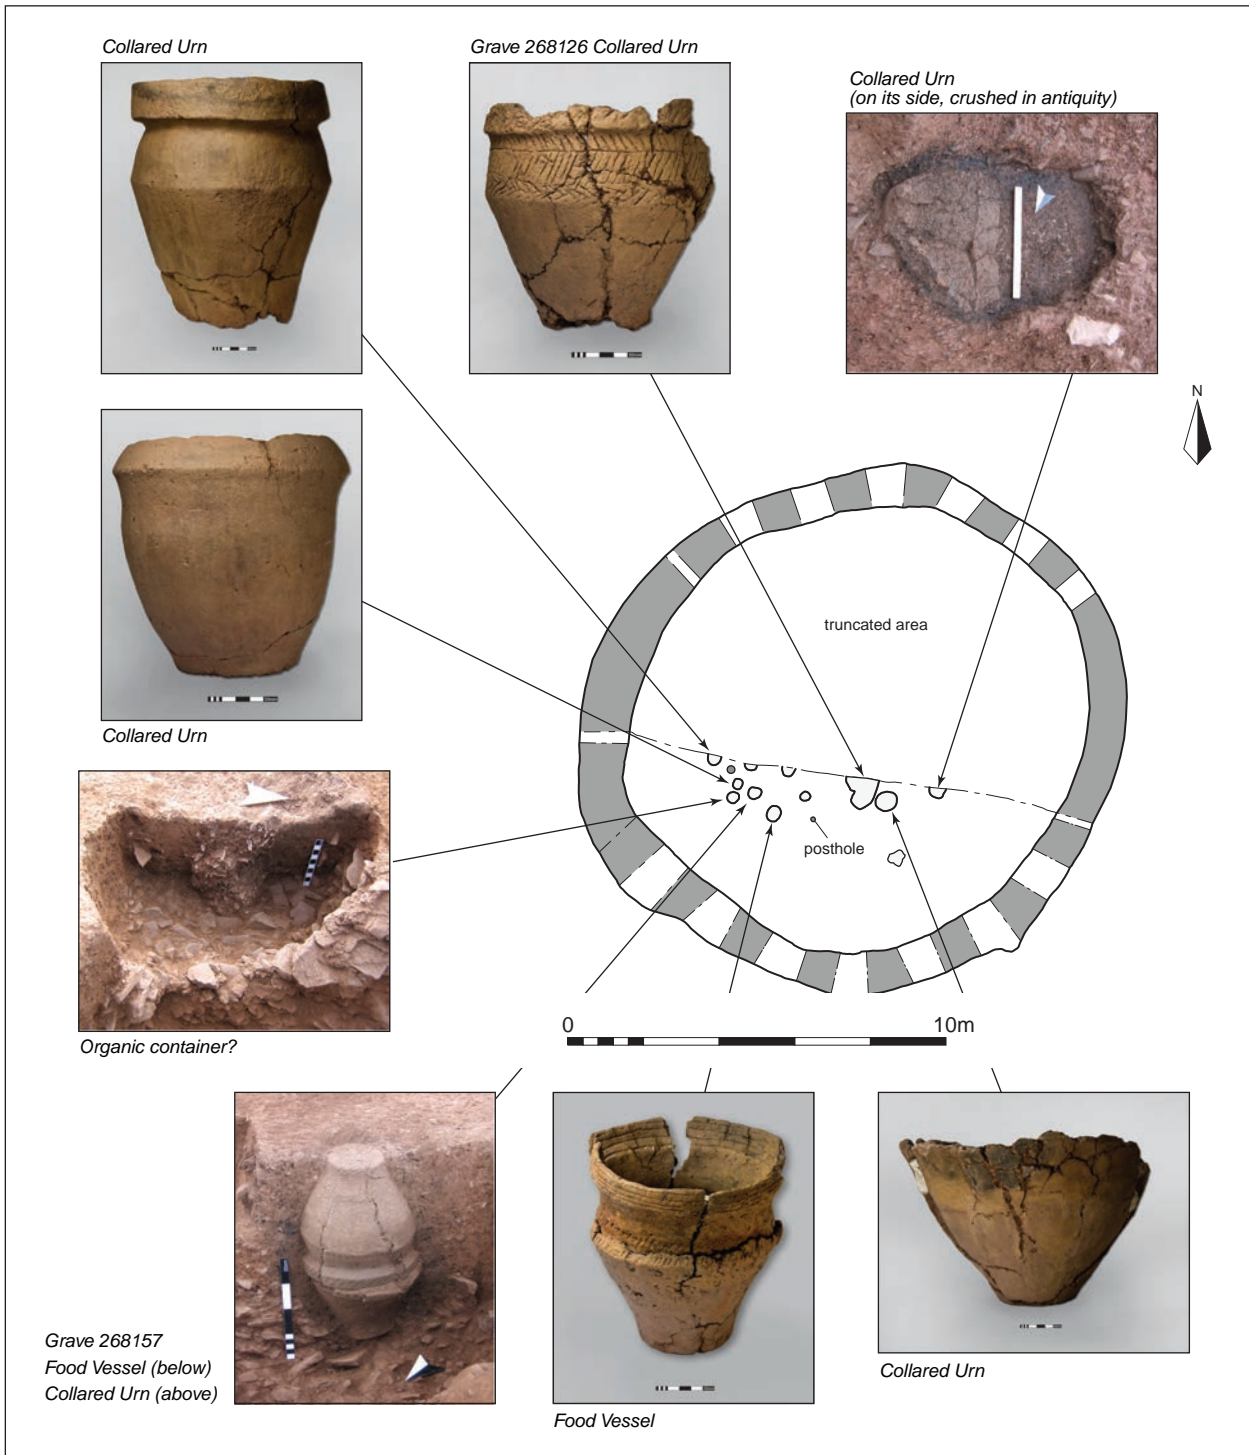 Collared Urn
Grave 268126 Collared Urn
Collared Urn
(on its side, crushed in antiquity)
N
truncated area
Collared Urn
posthole
Organic container?
0
10m
Grave 268157
Food Vessel (below)
Collared Urn (above)
Food Vessel
Collared Urn